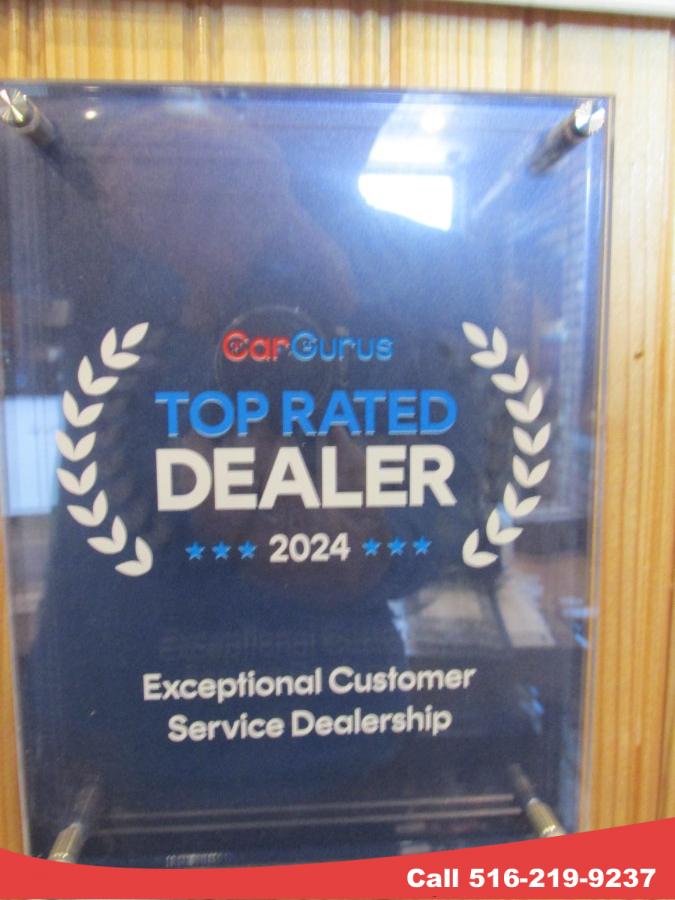 CarGurus
TOP RATED
DEALER
2024
Exceptional Customer
Service Dealership
Call 516-219-9237